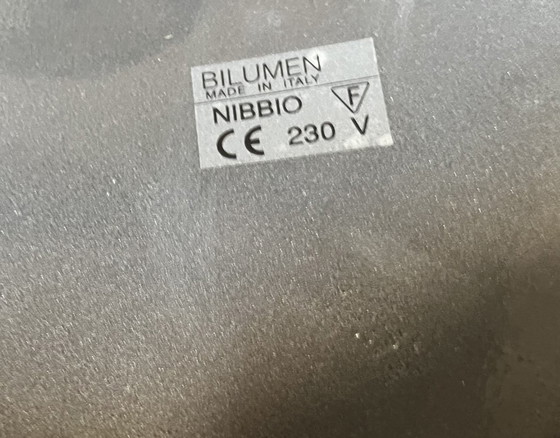 BILUMEN
MADE IN ITALY
NIBBIO F
CE 230 V